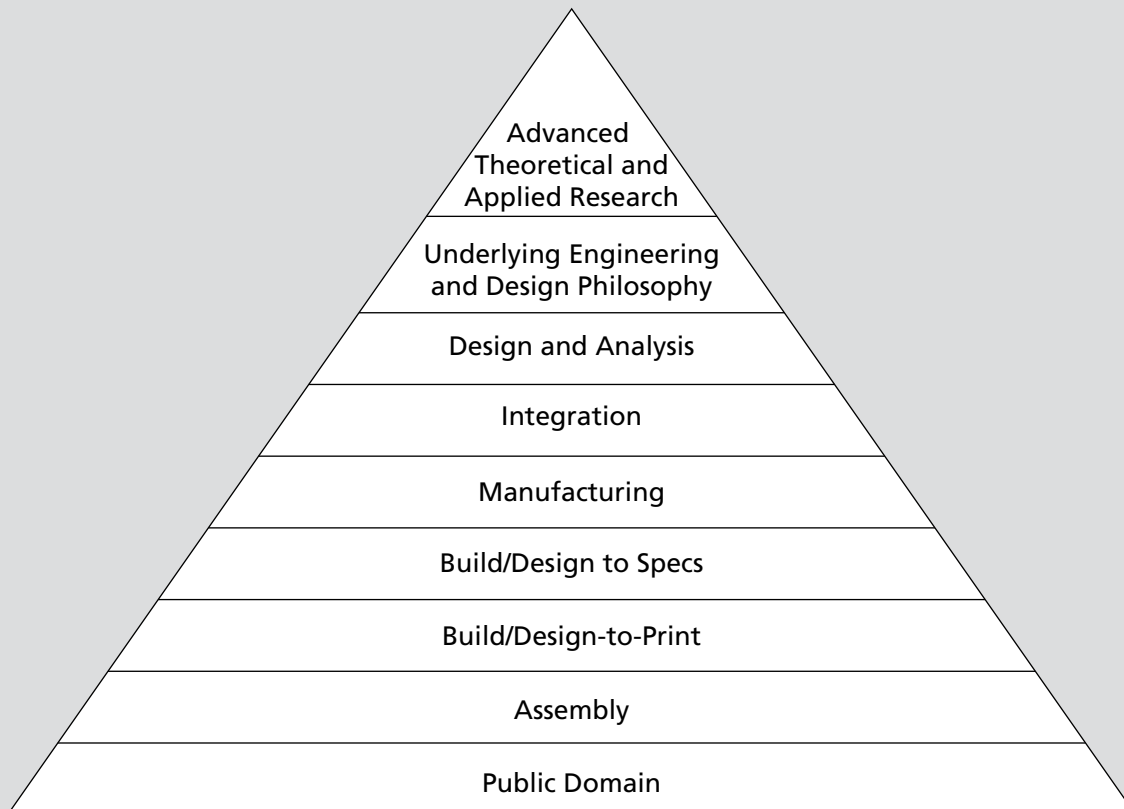 Advanced
Theoretical and
Applied Research
Underlying Engineering
and Design Philosophy
Design and Analysis
Integration
Manufacturing
Build/Design to Specs
Build/Design-to-Print
Assembly
Public Domain